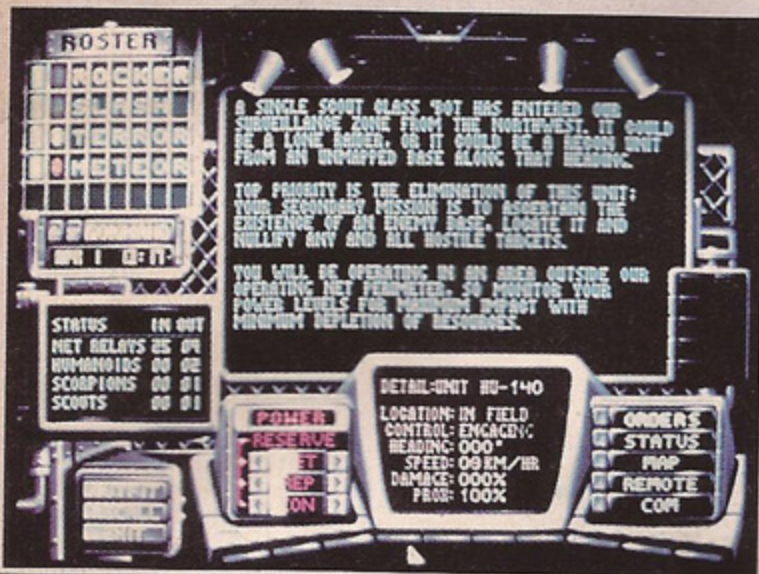 ROSTER
ROCKER
SLASH
TERROR
METEOR
APR 1
STATUS IN OUT
NET RELAYS 25 09
HUMANOIDS 00 02
SCORPIONS 00 01
SCOUTS 00 01
A SINGLE SCOUT CLASS 'BOT HAS ENTERED OUR
SURVEILLANCE ZONE FROM THE NORTHWEST. IT COULD
BE A LONE RAIDER, OR IT COULD BE A RECON UNIT
FROM AN UNMAPPED BASE ALONG THAT HEADING.
TOP PRIORITY IS THE ELIMINATION OF THIS UNIT;
YOUR SECONDARY MISSION IS TO ASCERTAIN THE
EXISTENCE OF AN ENEMY BASE. LOCATE IT AND
NULLIFY ANY AND ALL HOSTILE TARGETS.
YOU WILL BE OPERATING IN AN AREA OUTSIDE OUR
OPERATING NET PERIMETER, SO MONITOR YOUR
POWER LEVELS FOR MAXIMUM IMPACT WITH
MINIMUM DEPLETION OF RESOURCES.
POWER
RESERVE
DETAIL:UNIT HU-140
LOCATION: IN FIELD
CONTROL: ENGAGING
HEADING: 000°
SPEED: 09 KM/HR
DAMAGE: 000%
PROX: 100%
ORDERS
STATUS
MAP
REMOTE
COM